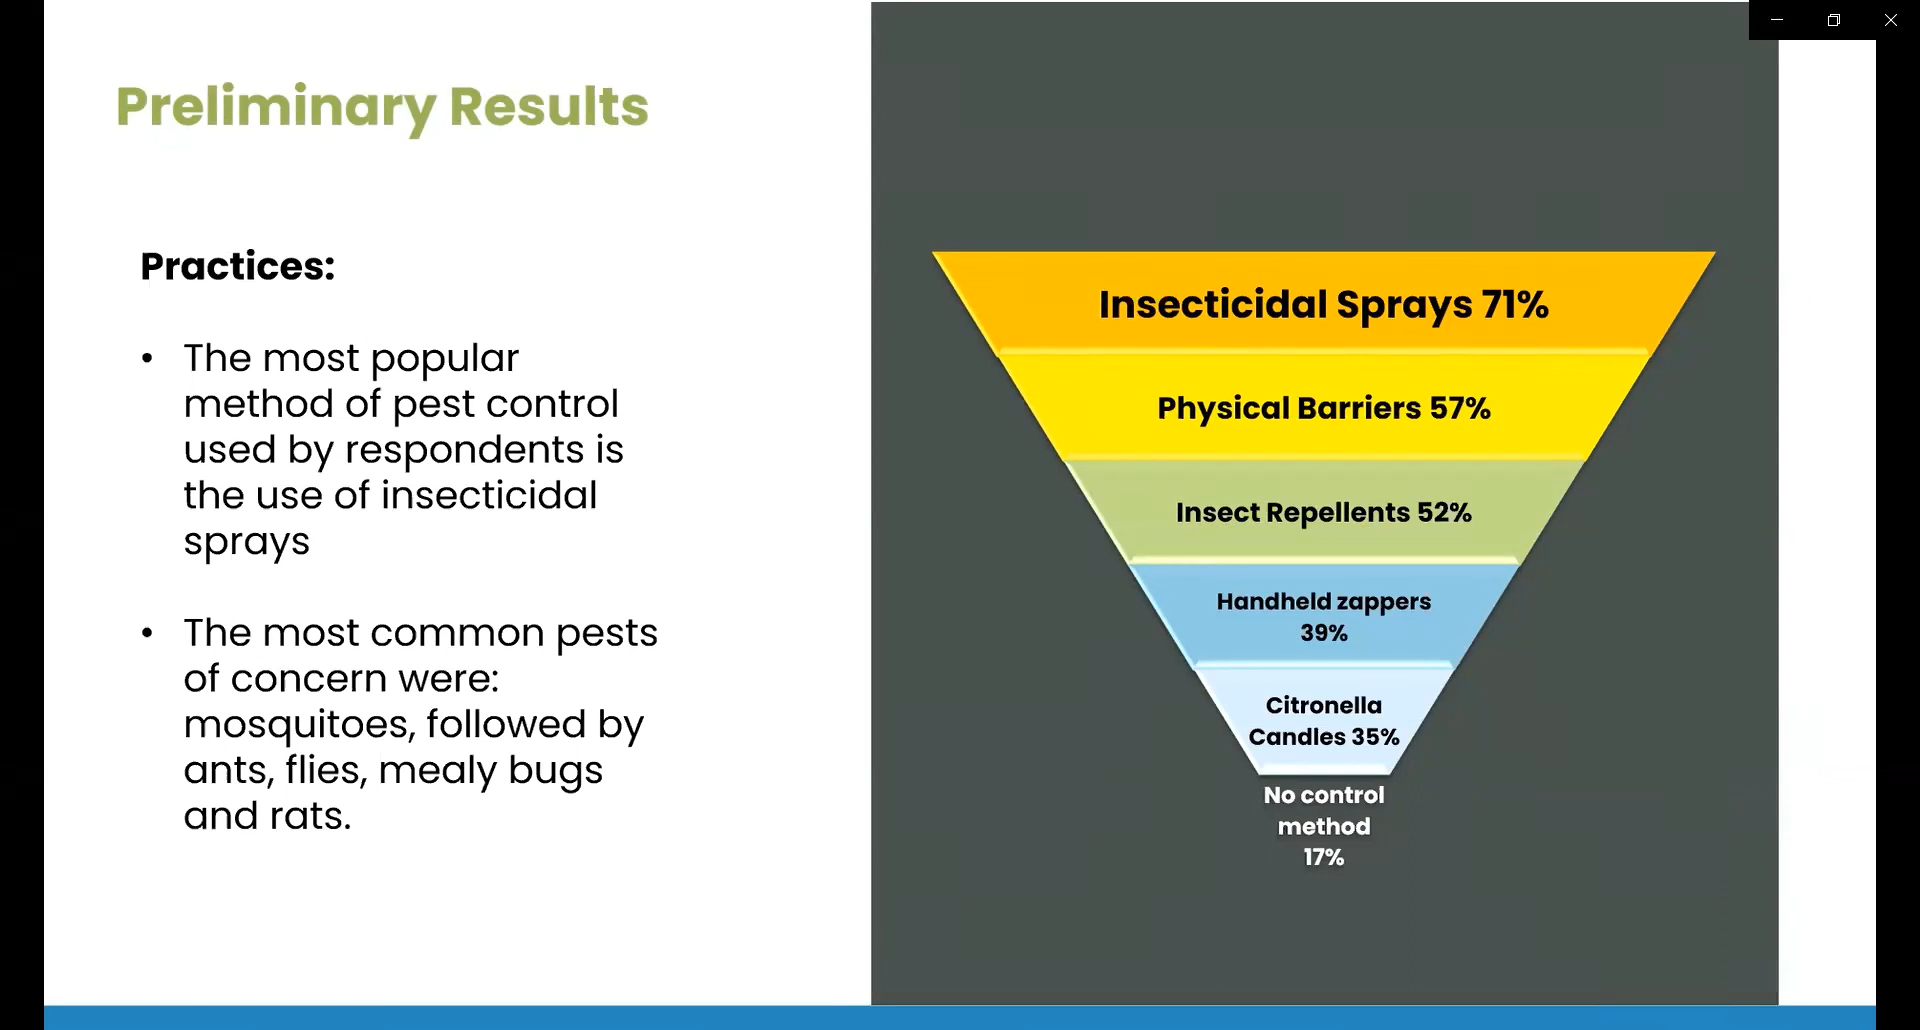 Preliminary Results
Practices:
• The most popular
method of pest control
used by respondents is
the use of insecticidal
sprays
• The most common pests
of concern were:
mosquitoes, followed by
ants, flies, mealy bugs
and rats.
Insecticidal Sprays 71%
Physical Barriers 57%
Insect Repellents 52%
Handheld zappers
39%
Citronella
Candles 35%
No control
method
17%